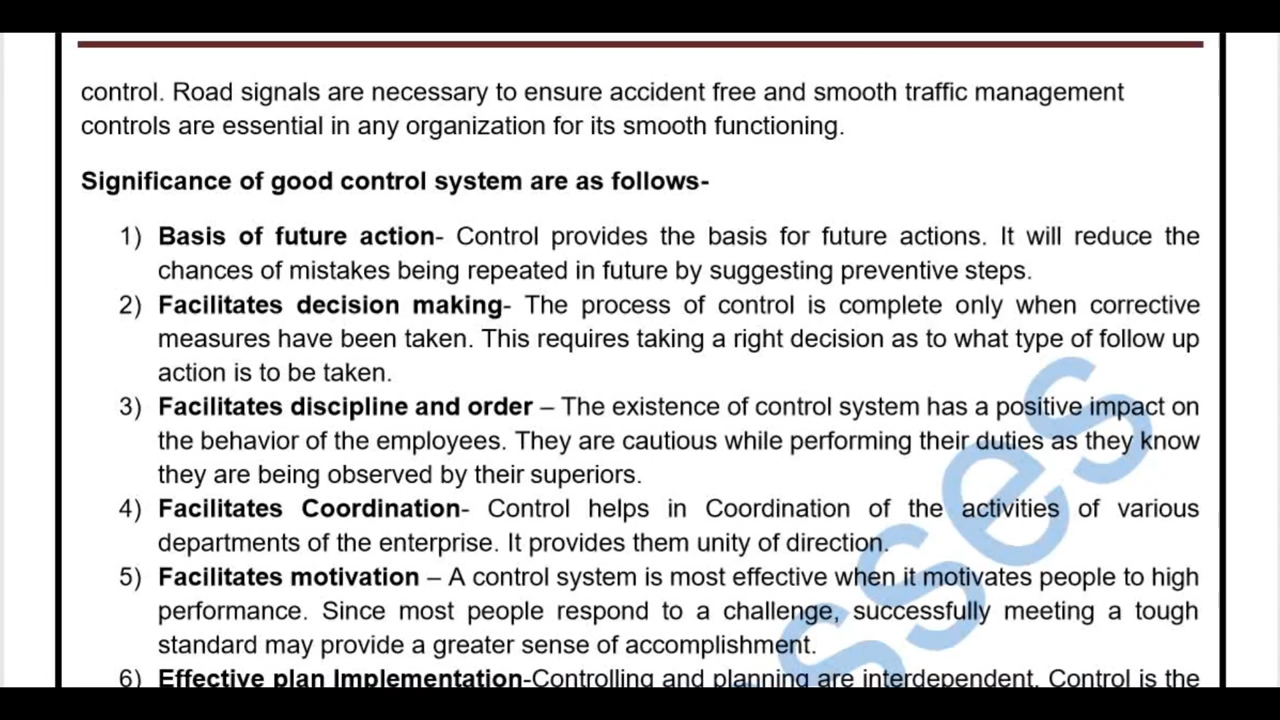 control. Road signals are necessary to ensure accident free and smooth traffic management
controls are essential in any organization for its smooth functioning.
Significance of good control system are as follows-
1) Basis of future action- Control provides the basis for future actions. It will reduce the
chances of mistakes being repeated in future by suggesting preventive steps.
2) Facilitates decision making- The process of control is complete only when corrective
measures have been taken. This requires taking a right decision as to what type of follow up
action is to be taken.
3) Facilitates discipline and order – The existence of control system has a positive impact on
the behavior of the employees. They are cautious while performing their duties as they know
they are being observed by their superiors.
4) Facilitates Coordination- Control helps in Coordination of the activities of various
departments of the enterprise. It provides them unity of direction.
5) Facilitates motivation – A control system is most effective when it motivates people to high
performance. Since most people respond to a challenge, successfully meeting a tough
standard may provide a greater sense of accomplishment.
6) Effective plan Implementation-Controlling and planning are interdependent. Control is the
sses